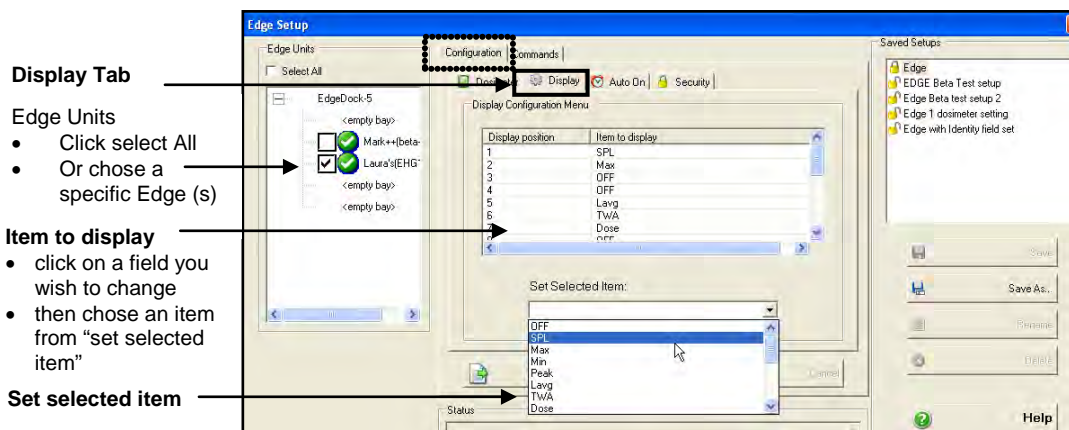 Edge Setup
Display Tab
Edge Units
• Click select All
• Or chose a
specific Edge (s)
Item to display
• click on a field you
wish to change
• then chose an item
from “set selected
item”
Set selected item
Edge Units
Select All
EdgeDock-5
<empty bay>
Mark++(beta-
Laura's(EHG
<empty bay>
<empty bay>
Configuration
Commands
Dosimeter
Display
Auto On
Security
Display Configuration Menu
Display position Item to display
1 SPL
2 Max
3 OFF
4 OFF
5 Lavg
6 TWA
7 Dose
OFF
Set Selected Item:
OFF
SPL
Max
Min
Peak
Lavg
TWA
Dose
Cancel
Status
Saved Setups
Edge
EDGE Beta Test setup
Edge Beta test setup 2
Edge 1 dosimeter setting
Edge with Identity field set
Save
Save As..
Rename
Delete
Help